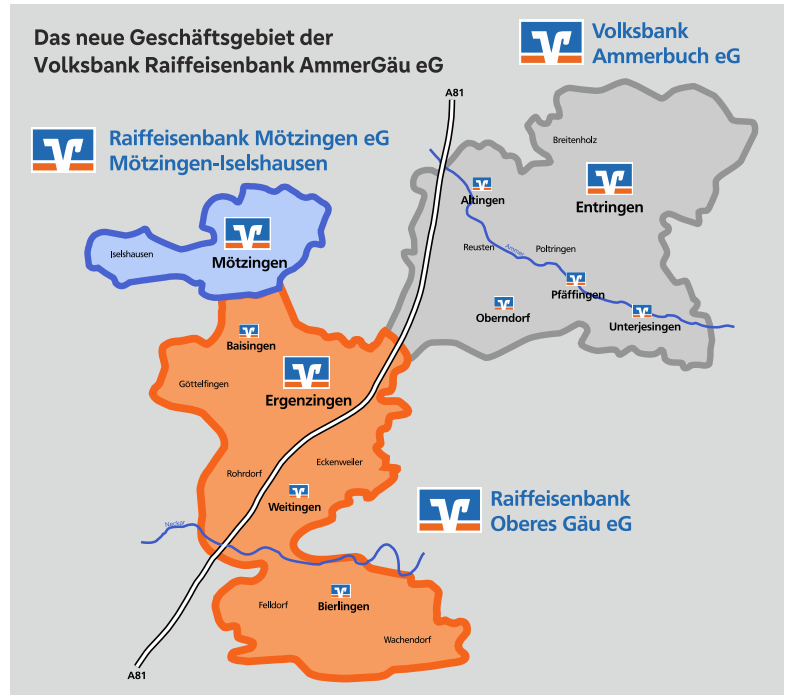 Das neue Geschäftsgebiet der
Volksbank Raiffeisenbank AmmerGäu eG
Volksbank
Ammerbuch eG
A81
Raiffeisenbank Mötzingen eG
Mötzingen-Iselshausen
Breitenholz
Altingen
Entringen
Iselshausen
Mötzingen
Reusten
Ammer
Poltringen
Pfäffingen
Oberndorf
Unterjesingen
Baisingen
Göttelfingen
Ergenzingen
Rohrdorf
Eckenweiler
Weitingen
Raiffeisenbank
Oberes Gäu eG
Neckar
Felldorf
Bierlingen
Wachendorf
A81